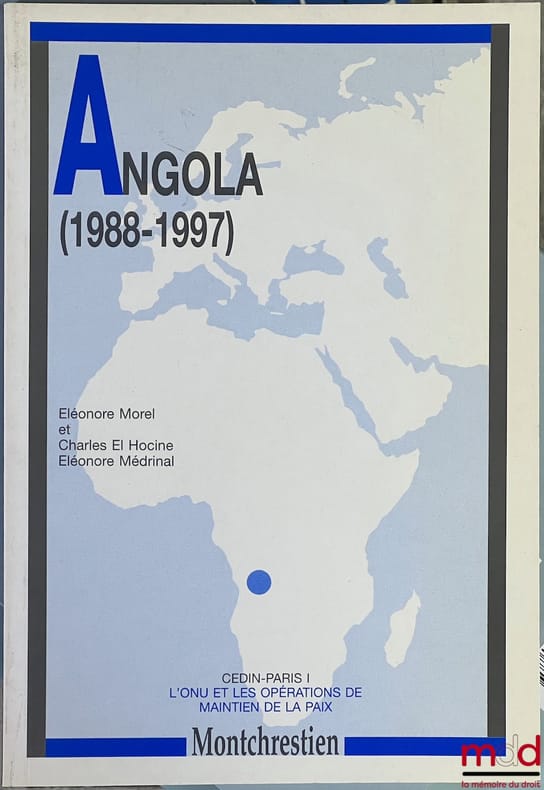 ANGOLA
(1988-1997)
Eléonore Morel
et
Charles El Hocine
Eléonore Médrinal
CEDIN-PARIS I
L'ONU ET LES OPÉRATIONS DE
MAINTIEN DE LA PAIX
Montchrestien
mdd
la mémoire du droit